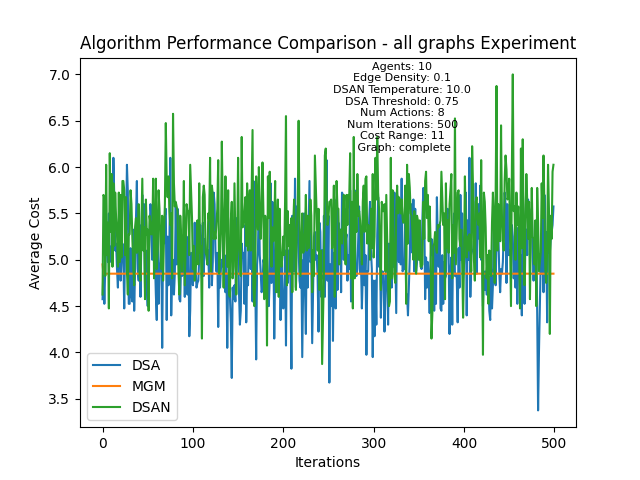 Algorithm Performance Comparison - all graphs Experiment
Agents: 10
Edge Density: 0.1
DSAN Temperature: 10.0
DSA Threshold: 0.75
Num Actions: 8
Num Iterations: 500
Cost Range: 11
Graph: complete
7.0
6.5
6.0
5.5
5.0
4.5
4.0
3.5
Average Cost
DSA
MGM
DSAN
0 100 200 300 400 500
Iterations